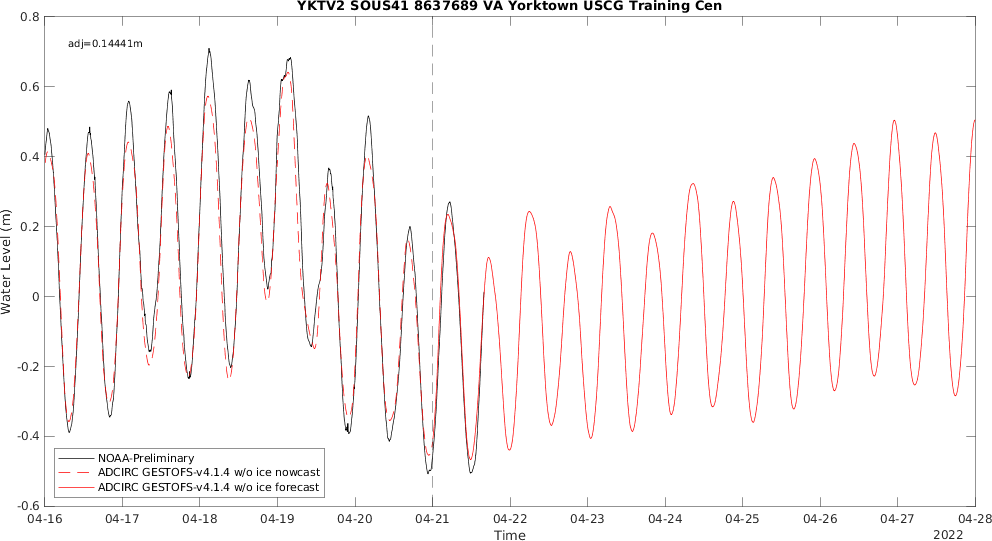 YKTV2 SOUS41 8637689 VA Yorktown USCG Training Cen
adj=0.14441m
0.8
0.6
0.4
0.2
0
-0.2
-0.4
-0.6
Water Level (m)
NOAA-Preliminary
ADCIRC GESTOFS-v4.1.4 w/o ice nowcast
ADCIRC GESTOFS-v4.1.4 w/o ice forecast
04-16 04-17 04-18 04-19 04-20 04-21 04-22 04-23 04-24 04-25 04-26 04-27 04-28
Time
2022